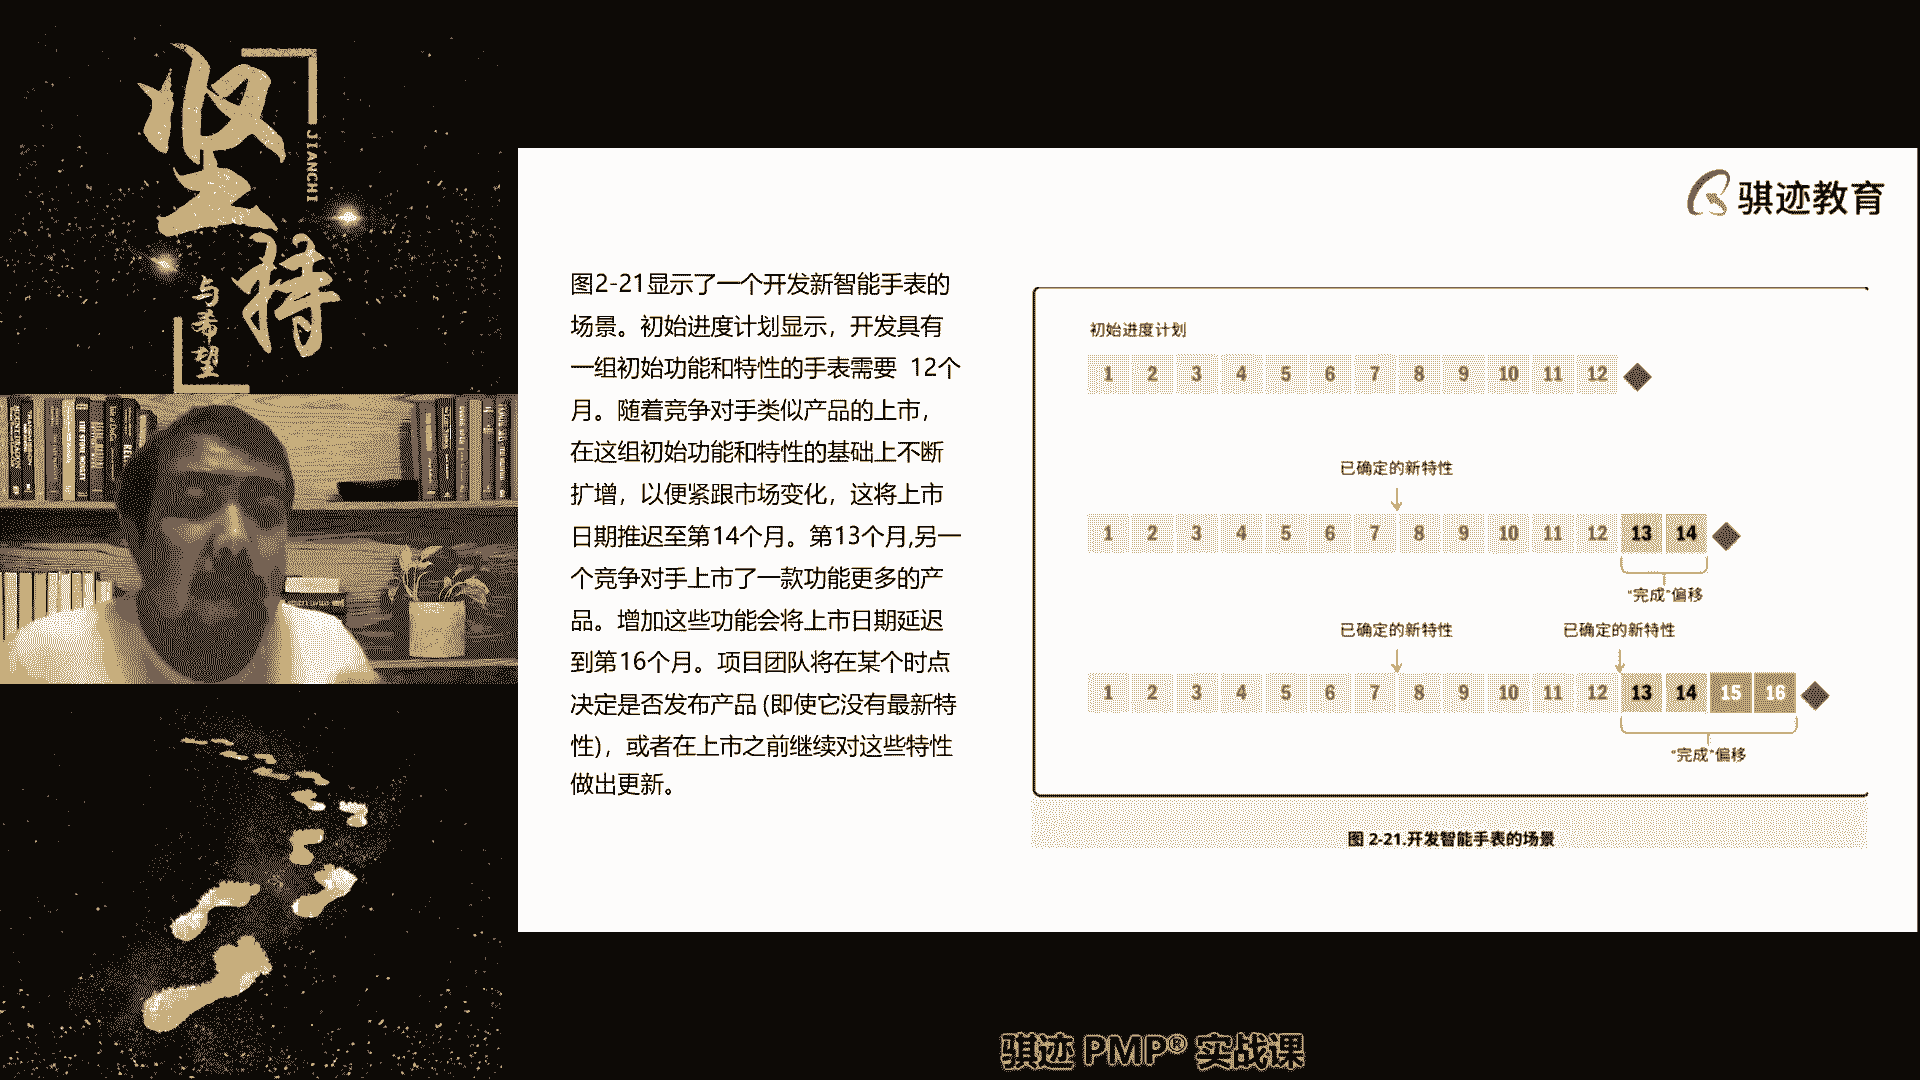 坚持
JIANCHI
与希望
骐迹教育
图2-21显示了一个开发新智能手表的
场景。初始进度计划显示，开发具有
一组初始功能和特性的手表需要 12个
月。随着竞争对手类似产品的上市，
在这组初始功能和特性的基础上不断
扩增，以便紧跟市场变化，这将上市
日期推迟至第14个月。第13个月,另一
个竞争对手上市了一款功能更多的产
品。增加这些功能会将上市日期延迟
到第16个月。项目团队将在某个时点
决定是否发布产品 (即使它没有最新特
性)，或者在上市之前继续对这些特性
做出更新。
初始进度计划
1 2 3 4 5 6 7 8 9 10 11 12
已确定的新特性
1 2 3 4 5 6 7 8 9 10 11 12 13 14
“完成”偏移
已确定的新特性 已确定的新特性
1 2 3 4 5 6 7 8 9 10 11 12 13 14 15 16
“完成”偏移
图 2-21.开发智能手表的场景
骐迹 PMP® 实战课